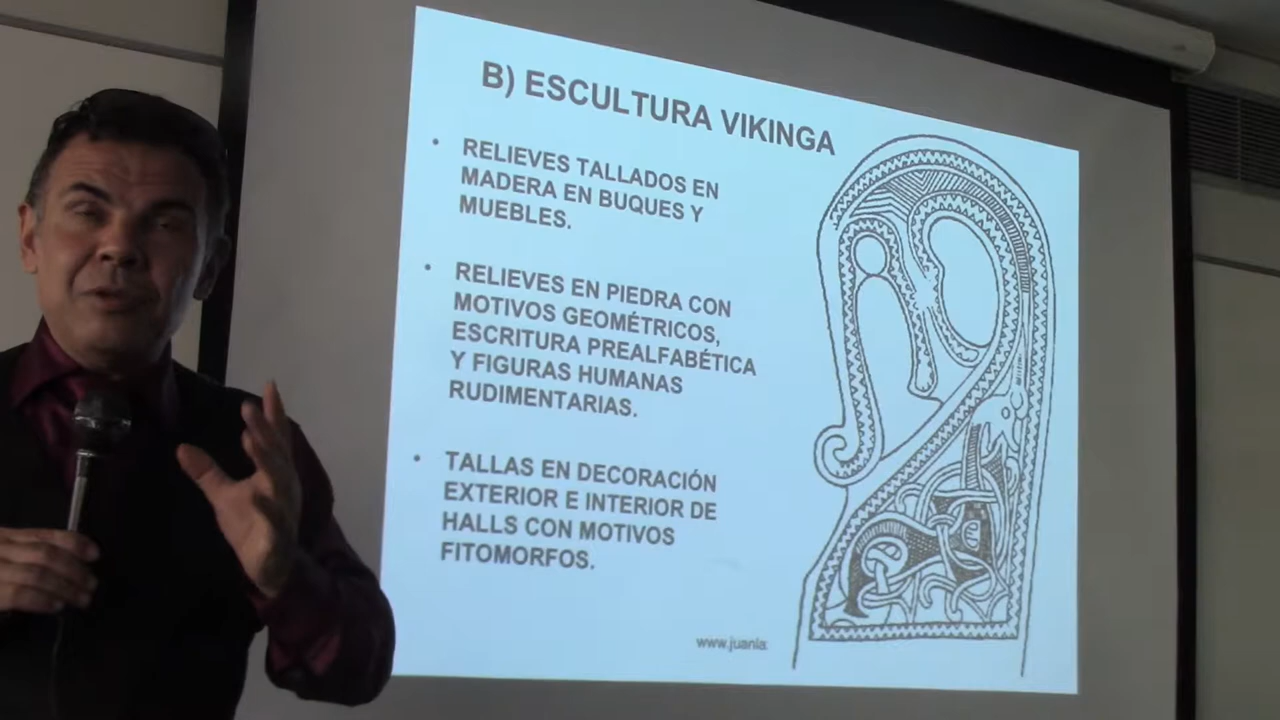 B) ESCULTURA VIKINGA
• RELIEVES TALLADOS EN
MADERA EN BUQUES Y
MUEBLES.
• RELIEVES EN PIEDRA CON
MOTIVOS GEOMÉTRICOS,
ESCRITURA PREALFABÉTICA
Y FIGURAS HUMANAS
RUDIMENTARIAS.
• TALLAS EN DECORACIÓN
EXTERIOR E INTERIOR DE
HALLS CON MOTIVOS
FITOMORFOS.
www.juanla